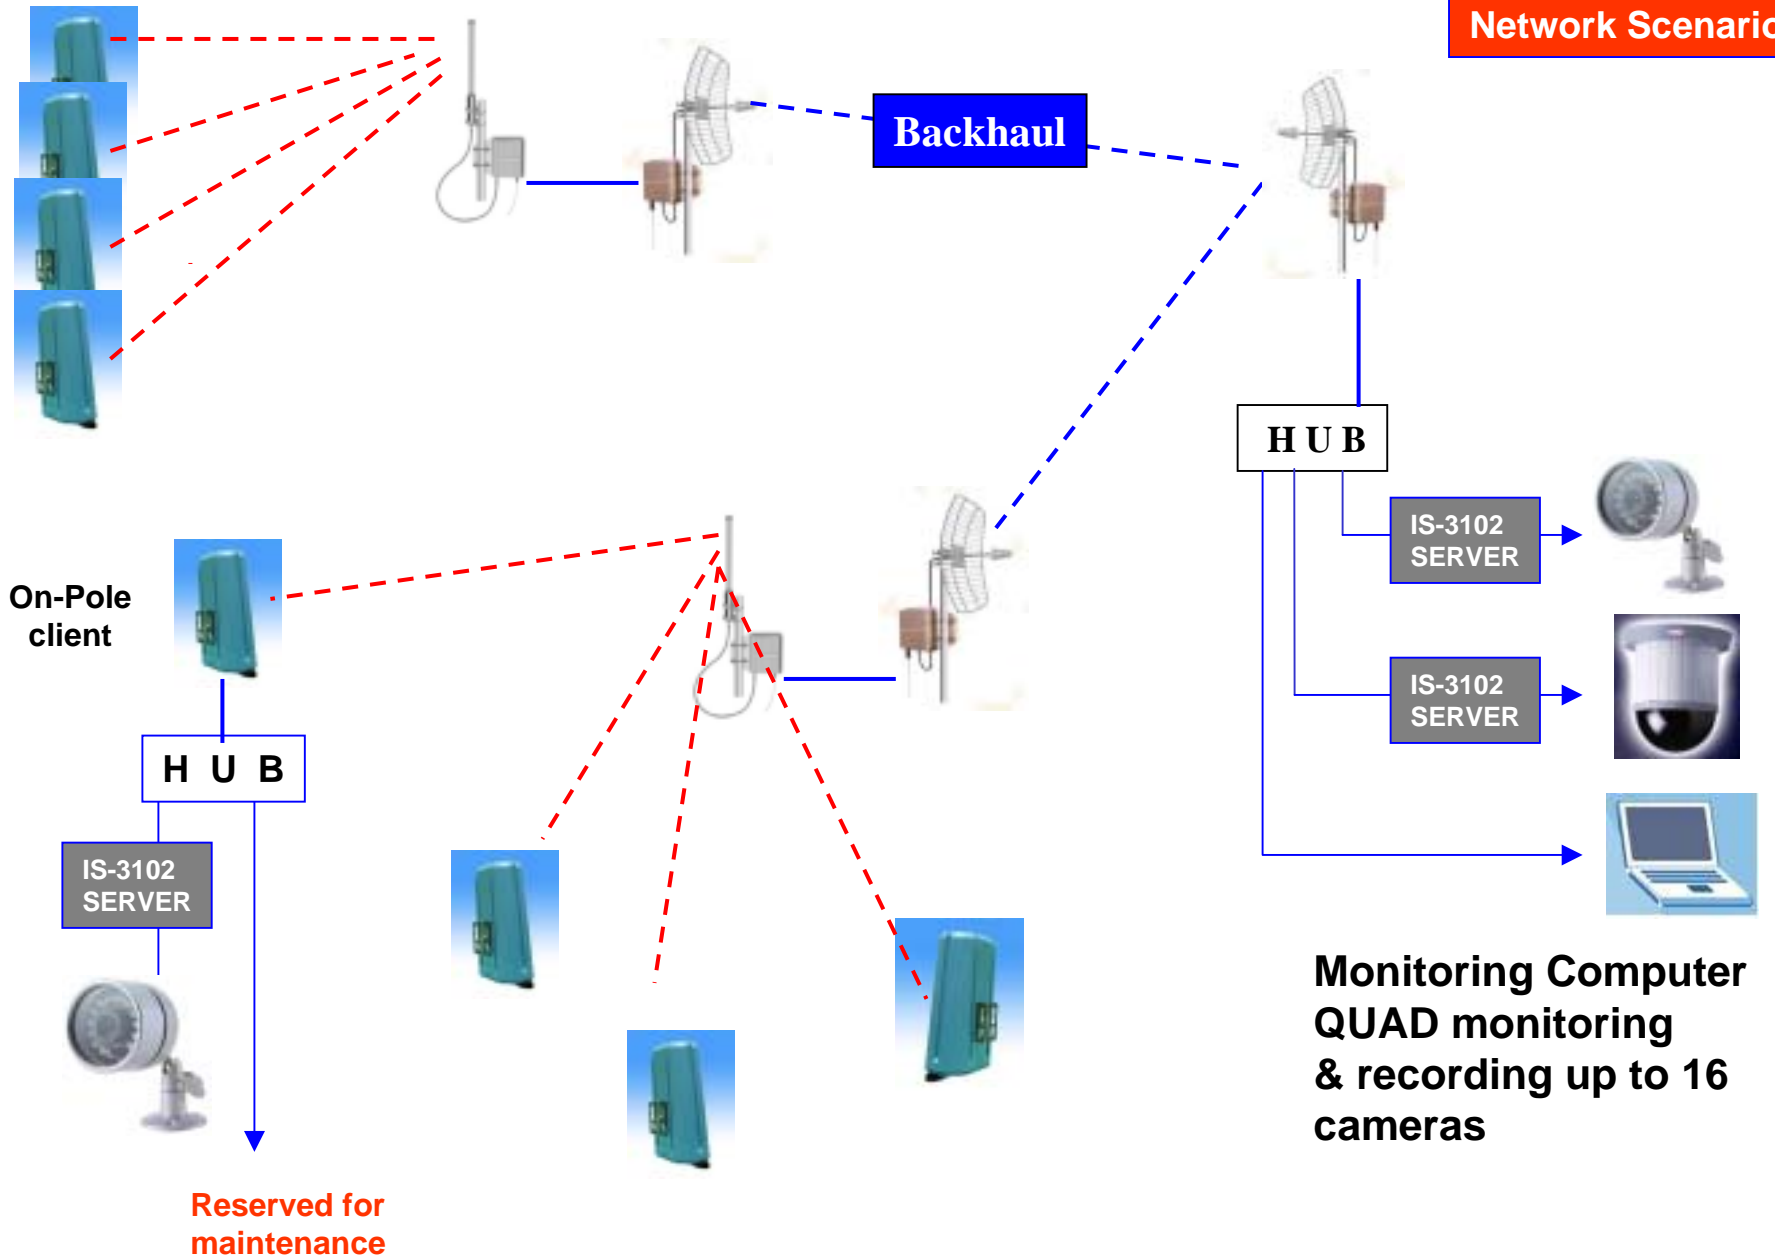 Network Scenario
Backhaul
H U B
IS-3102
SERVER
On-Pole
client
IS-3102
SERVER
H U B
IS-3102
SERVER
Monitoring Computer
QUAD monitoring
& recording up to 16
cameras
Reserved for
maintenance